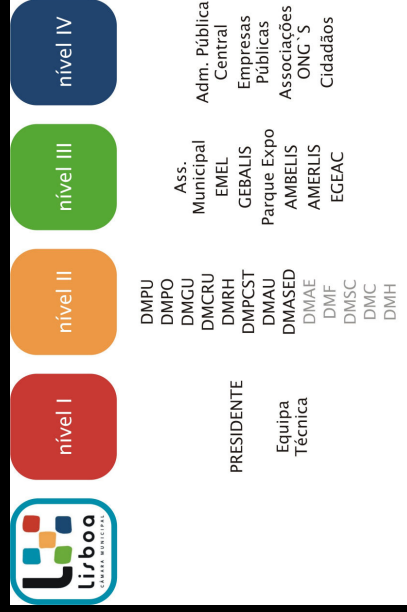 Lisboa
CÂMARA MUNICIPAL
nível I
PRESIDENTE
Equipa
Técnica
nível II
DMPU
DMPO
DMGU
DMCRU
DMRH
DMPCST
DMAU
DMASED
DMAE
DMF
DMSC
DMC
DMH
nível III
Ass.
Municipal
EMEL
GEBALIS
Parque Expo
AMBELIS
AMERLIS
EGEAC
nível IV
Adm. Pública
Central
Empresas
Públicas
Associações
ONG`S
Cidadãos